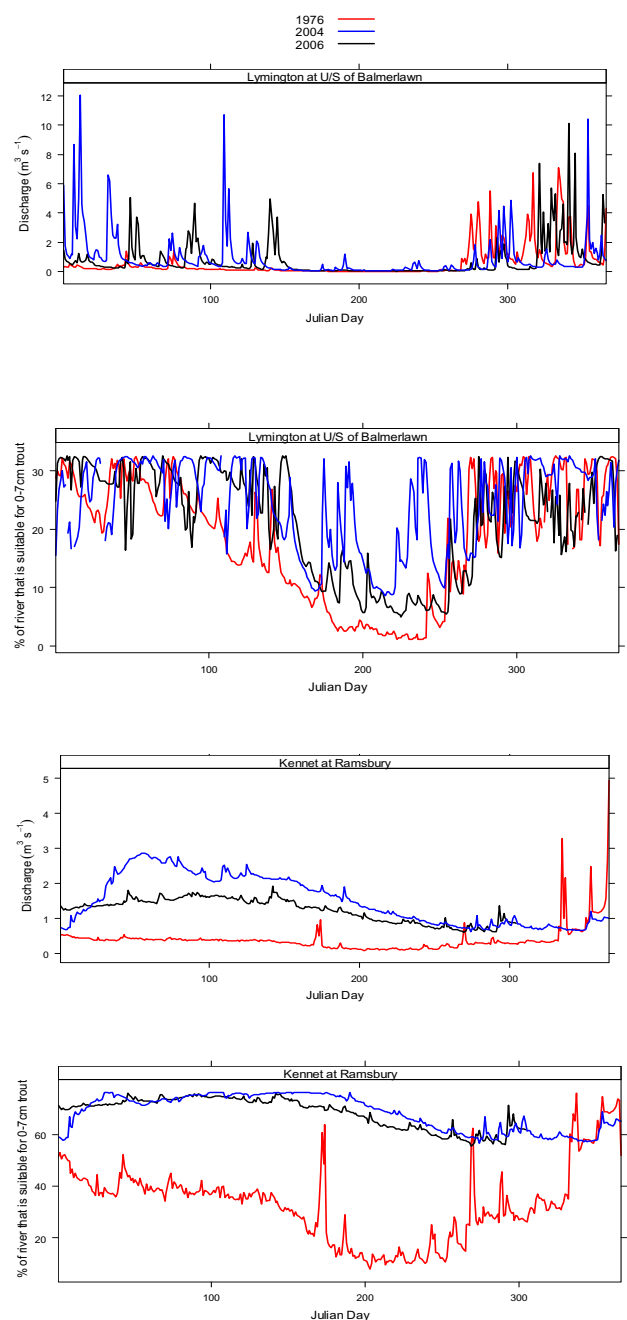 1976
2004
2006
Lymington at U/S of Balmerlawn
Discharge (m³ s⁻¹)
12
10
8
6
4
2
0
100 200 300
Julian Day
Lymington at U/S of Balmerlawn
% of river that is suitable for 0-7cm trout
30
20
10
0
100 200 300
Julian Day
Kennet at Ramsbury
Discharge (m³ s⁻¹)
5
4
3
2
1
0
100 200 300
Julian Day
Kennet at Ramsbury
% of river that is suitable for 0-7cm trout
60
40
20
100 200 300
Julian Day